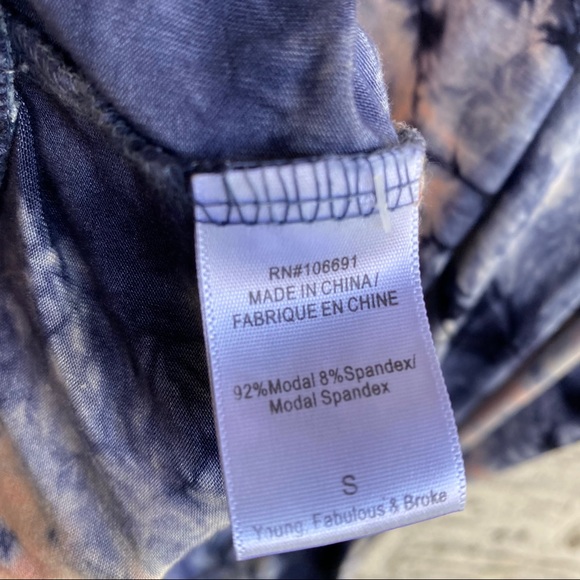 RN#106691
MADE IN CHINA/
FABRIQUE EN CHINE
92%Modal 8%Spandex/
Modal Spandex
S
Young, Fabulous & Broke